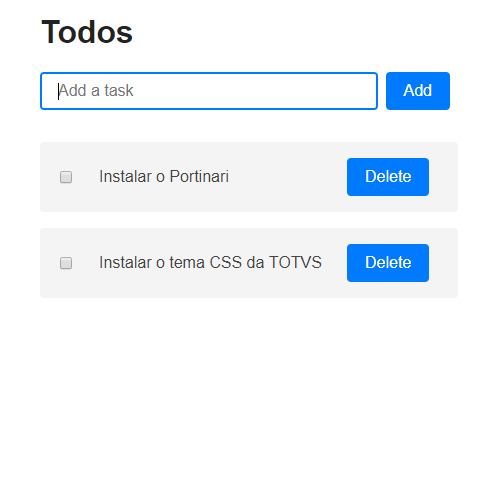 Todos
Add a task Add
Instalar o Portinari Delete
Instalar o tema CSS da TOTVS Delete